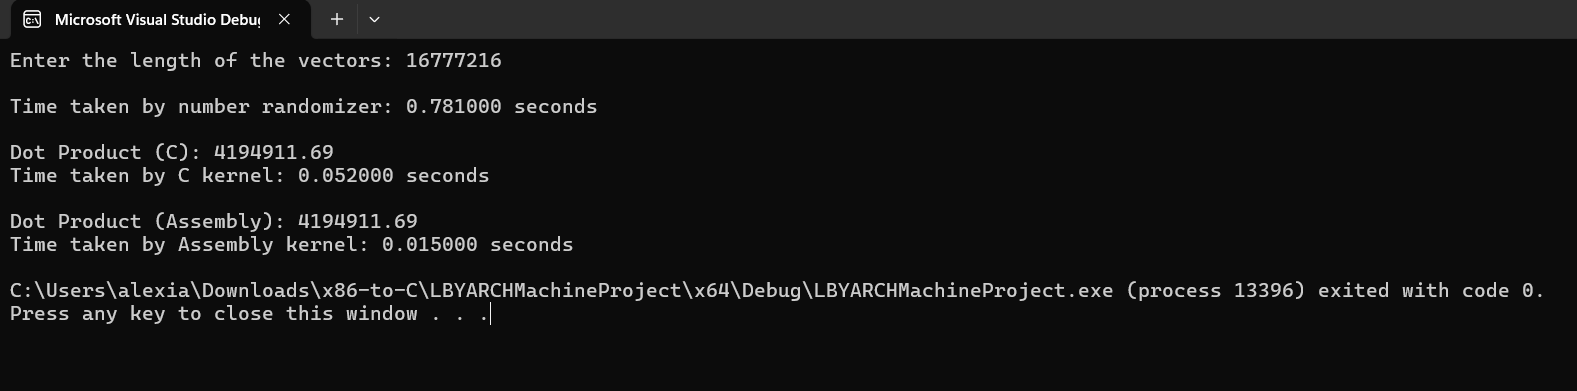 Microsoft Visual Studio Debu
Enter the length of the vectors: 16777216
Time taken by number randomizer: 0.781000 seconds
Dot Product (C): 4194911.69
Time taken by C kernel: 0.052000 seconds
Dot Product (Assembly): 4194911.69
Time taken by Assembly kernel: 0.015000 seconds
C:\Users\alexia\Downloads\x86-to-C\LBYARCHMachineProject\x64\Debug\LBYARCHMachineProject.exe (process 13396) exited with code 0.
Press any key to close this window . . .